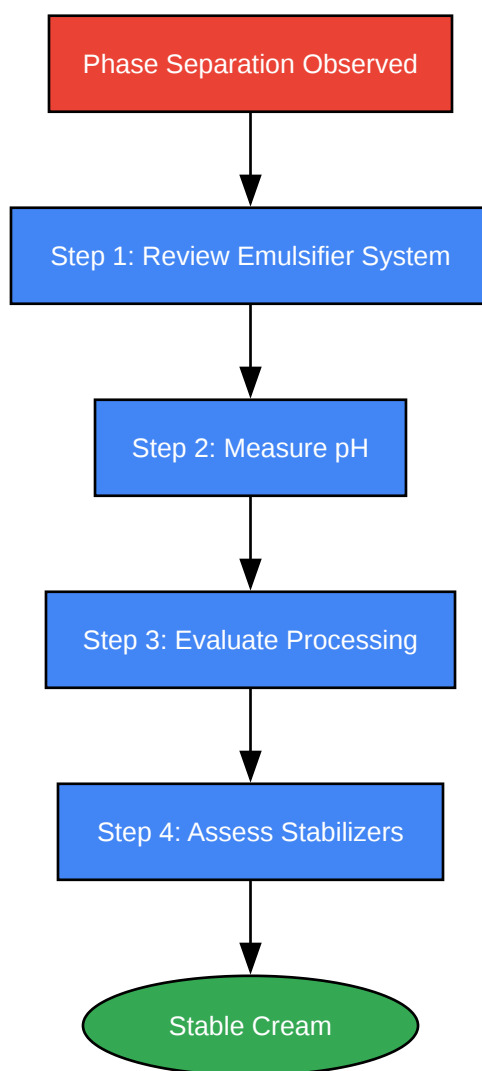 Phase Separation Observed
Step 1: Review Emulsifier System
Step 2: Measure pH
Step 3: Evaluate Processing
Step 4: Assess Stabilizers
Stable Cream